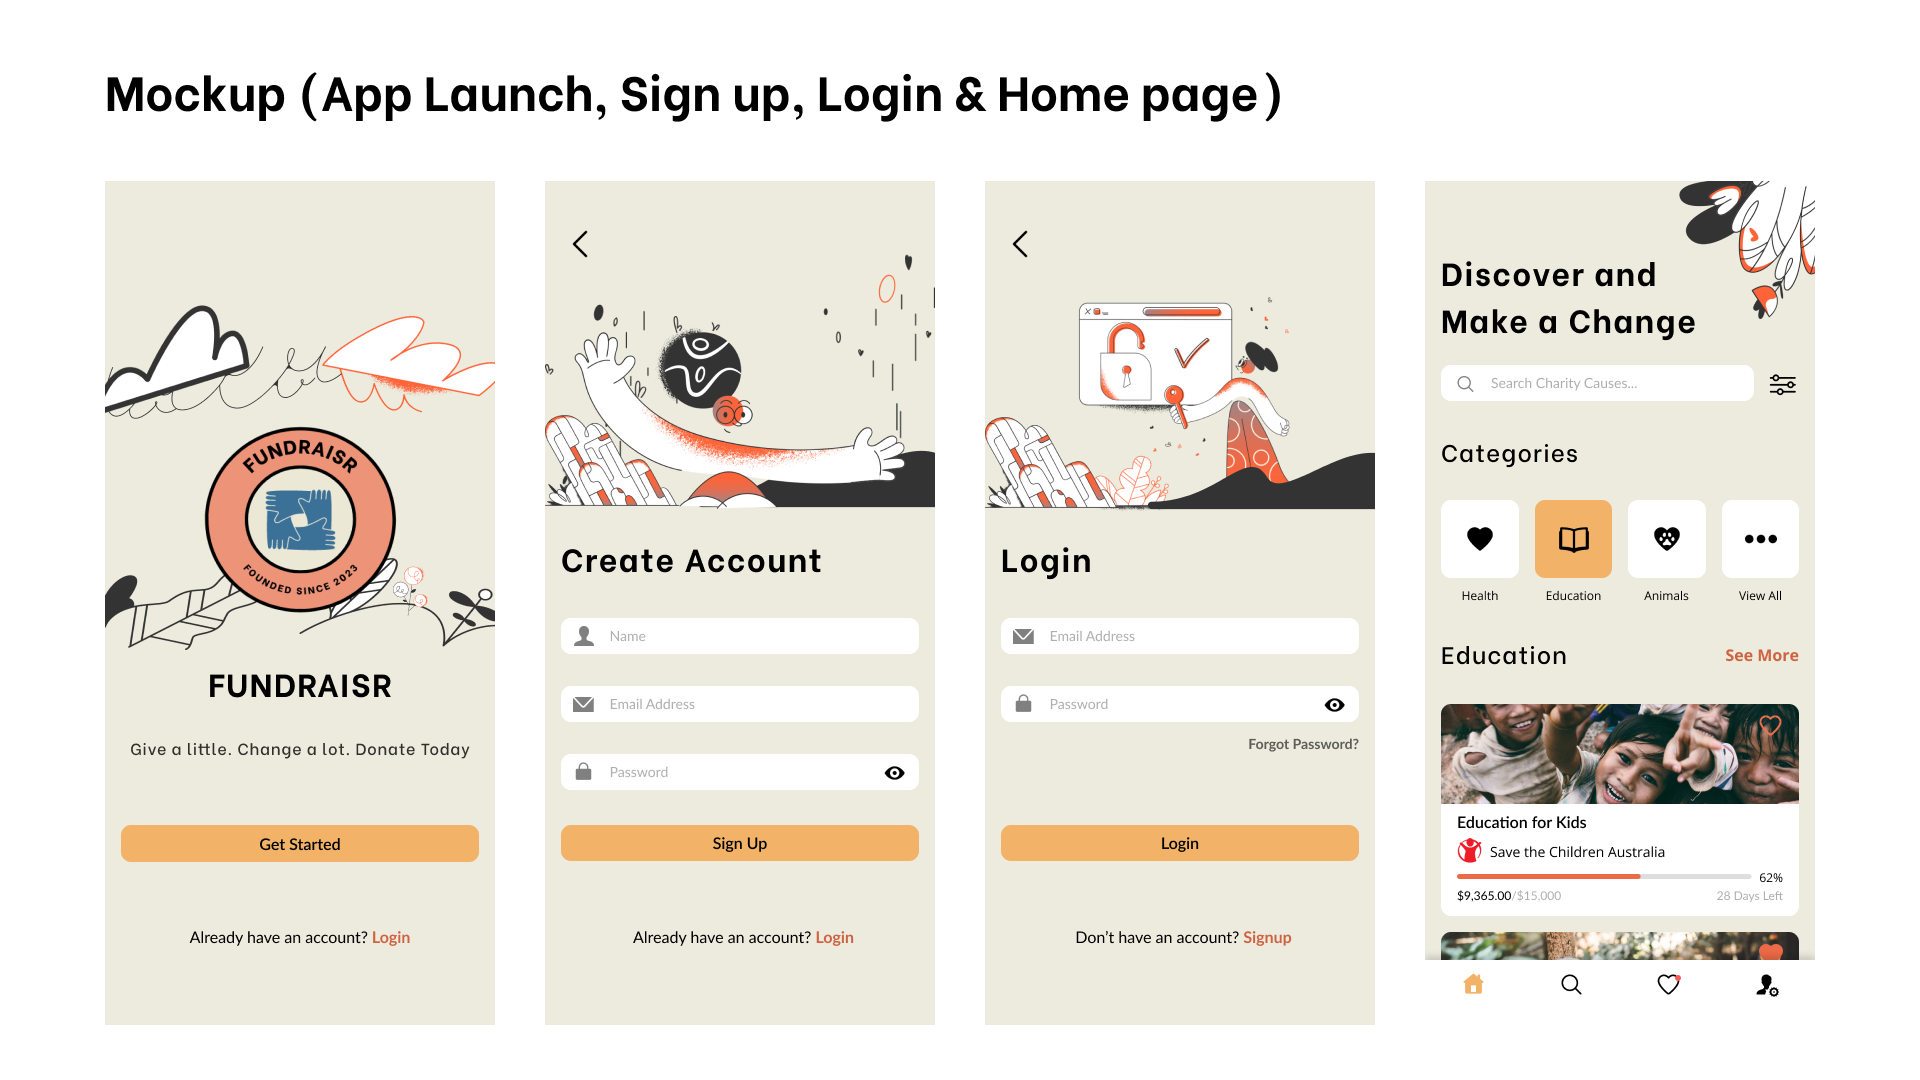 Mockup (App Launch, Sign up, Login & Home page)
FUNDRAISR
FOUNDED SINCE 2023
FUNDRAISR
Give a little. Change a lot. Donate Today
Get Started
Already have an account? Login
Create Account
Name
Email Address
Password
Sign Up
Already have an account? Login
Login
Email Address
Password
Forgot Password?
Login
Don't have an account? Signup
Discover and
Make a Change
Search Charity Causes...
Categories
Health
Education
Animals
View All
Education
See More
Education for Kids
Save the Children Australia
62%
$9,365.00/$15,000
28 Days Left